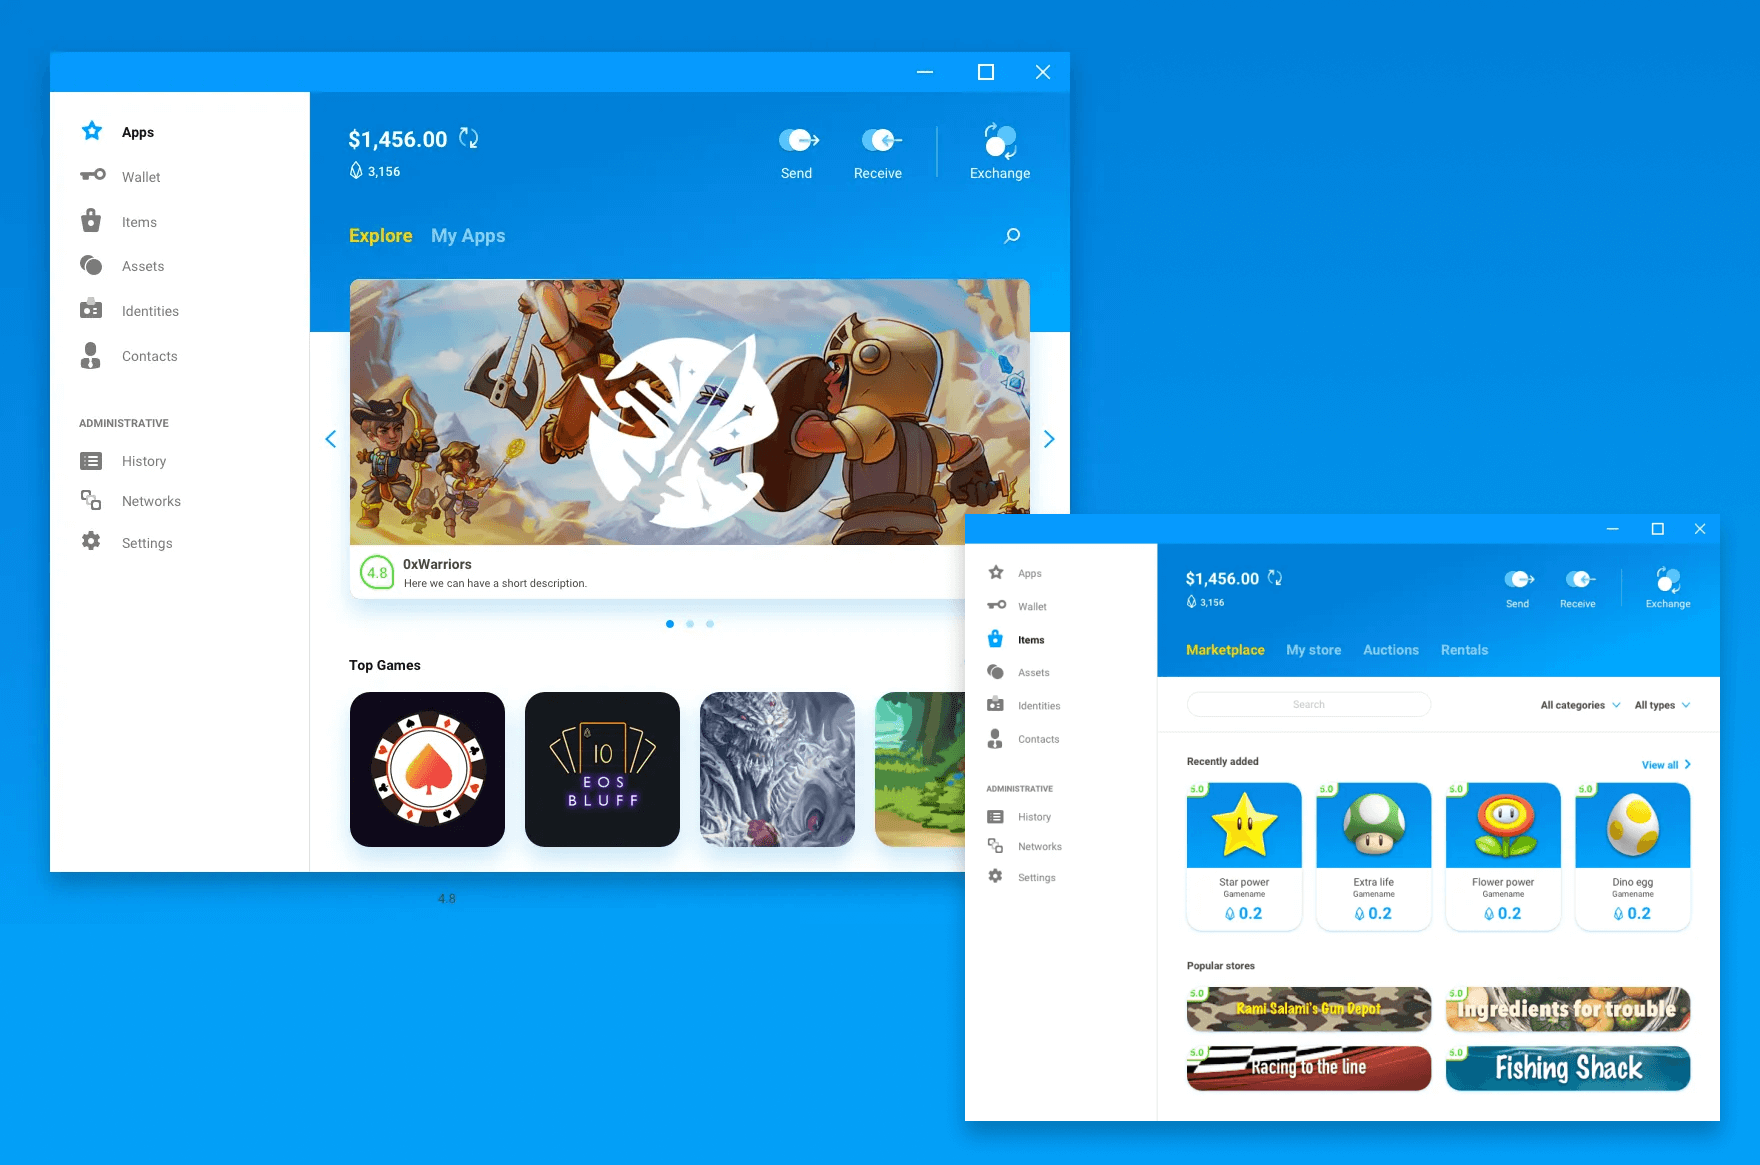 Apps
Wallet
Items
Assets
Identities
Contacts
ADMINISTRATIVE
History
Networks
Settings
$1,456.00
3,156
Send
Receive
Exchange
Explore
My Apps
4.8
0xWarriors
Here we can have a short description.
Top Games
10
EOS
BLUFF
4.8
Apps
Wallet
Items
Assets
Identities
Contacts
ADMINISTRATIVE
History
Networks
Settings
$1,456.00
3,156
Send
Receive
Exchange
Marketplace
My store
Auctions
Rentals
Search
All categories
All types
Recently added
View all
5.0
5.0
5.0
5.0
Star power
Gamename
0.2
Extra life
Gamename
0.2
Flower power
Gamename
0.2
Dino egg
Gamename
0.2
Popular stores
5.0
Rami Salami's Gun Depot
5.0
Ingredients for trouble
5.0
Racing to the line
5.0
Fishing Shack